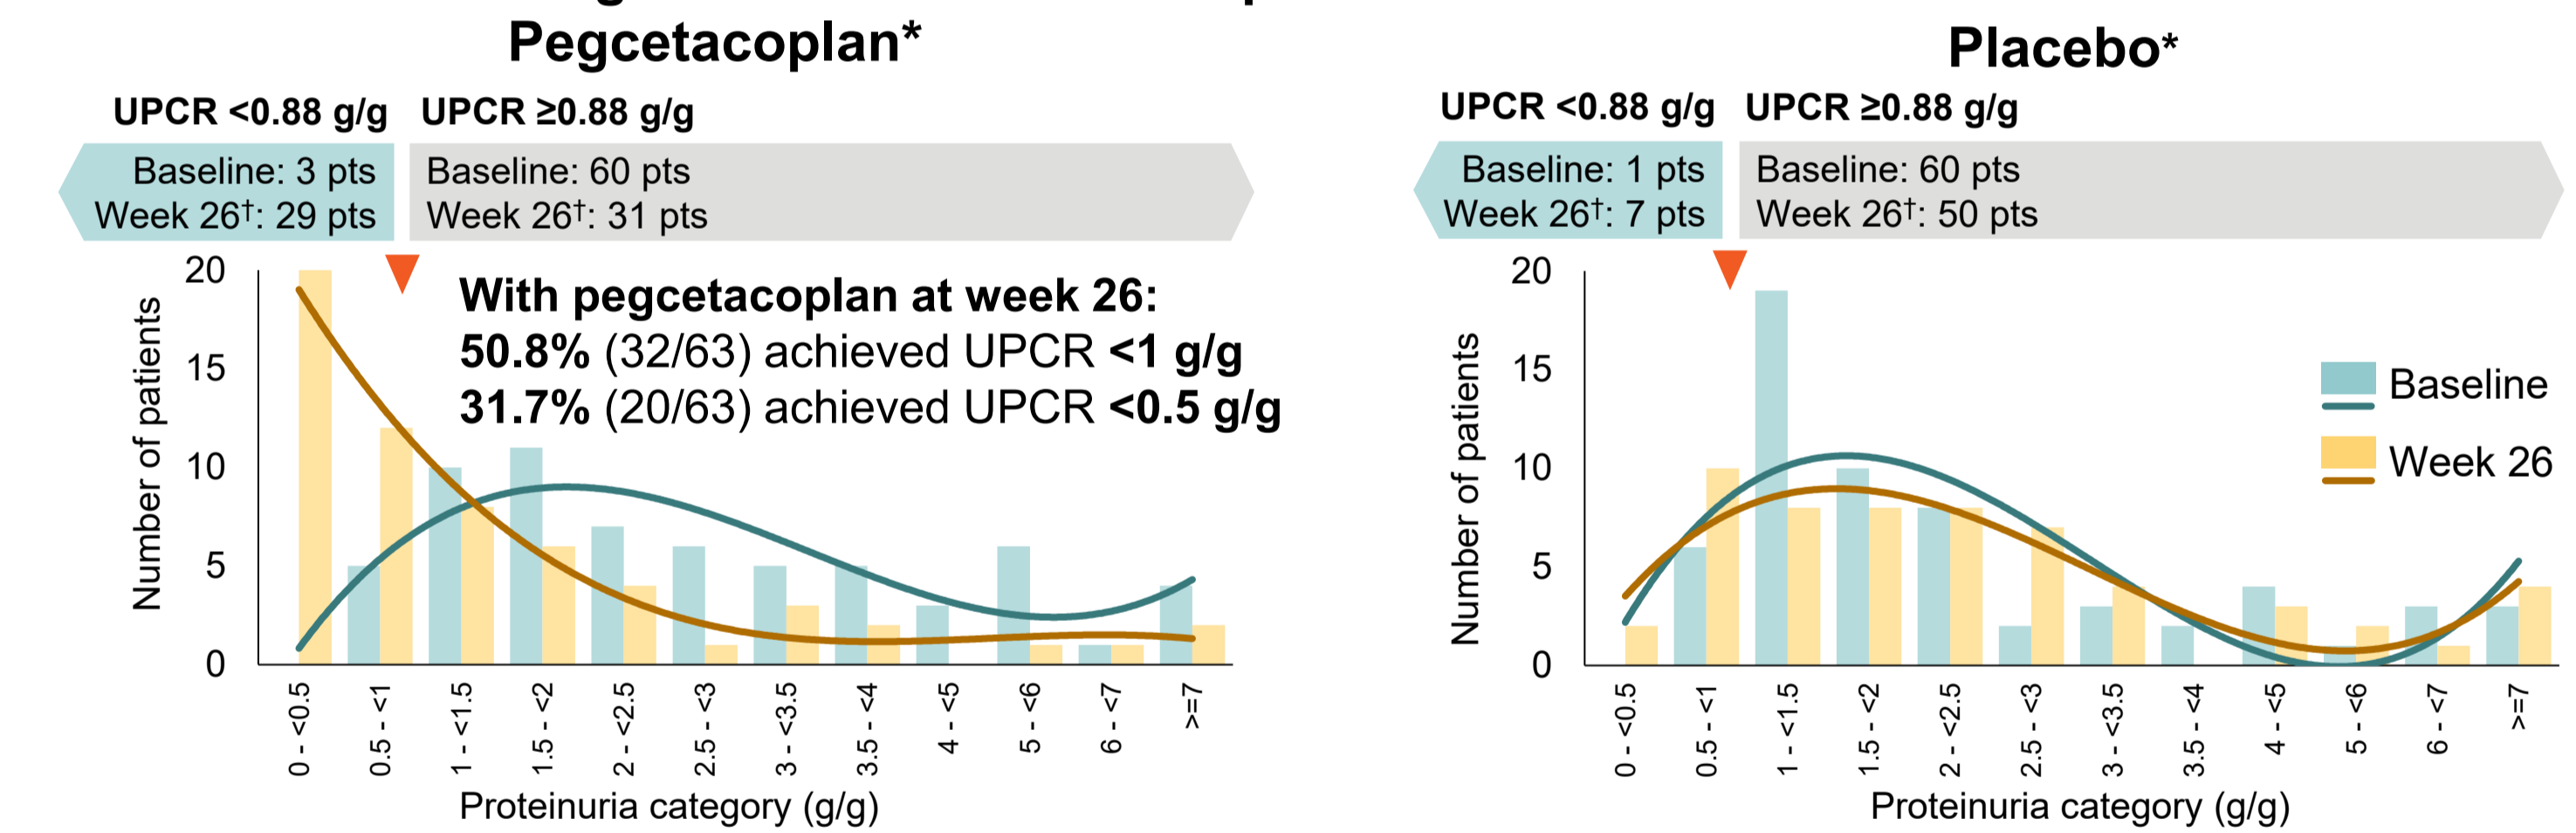 Pegcetacoplan*
UPCR <0.88 g/g
UPCR ≥0.88 g/g
Baseline: 3 pts
Week 26†: 29 pts
Baseline: 60 pts
Week 26†: 31 pts
With pegcetacoplan at week 26:
50.8% (32/63) achieved UPCR <1 g/g
31.7% (20/63) achieved UPCR <0.5 g/g
Number of patients
20
15
10
5
0
0 - <0.5
0.5 - <1
1 - <1.5
1.5 - <2
2 - <2.5
2.5 - <3
3 - <3.5
3.5 - <4
4 - <5
5 - <6
6 - <7
>=7
Proteinuria category (g/g)
Placebo*
UPCR <0.88 g/g
UPCR ≥0.88 g/g
Baseline: 1 pts
Week 26†: 7 pts
Baseline: 60 pts
Week 26†: 50 pts
Number of patients
20
15
10
5
0
Baseline
Week 26
0 - <0.5
0.5 - <1
1 - <1.5
1.5 - <2
2 - <2.5
2.5 - <3
3 - <3.5
3.5 - <4
4 - <5
5 - <6
6 - <7
>=7
Proteinuria category (g/g)